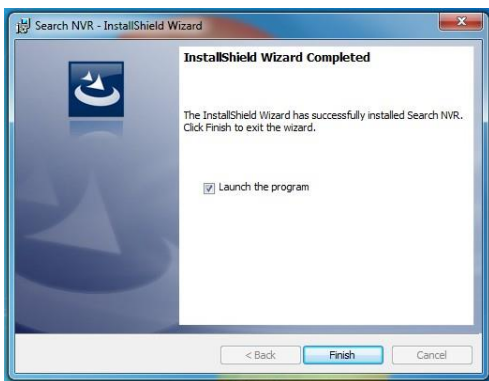 Search NVR - InstallShield Wizard
InstallShield Wizard Completed
The InstallShield Wizard has successfully installed Search NVR.
Click Finish to exit the wizard.
Launch the program
< Back
Finish
Cancel